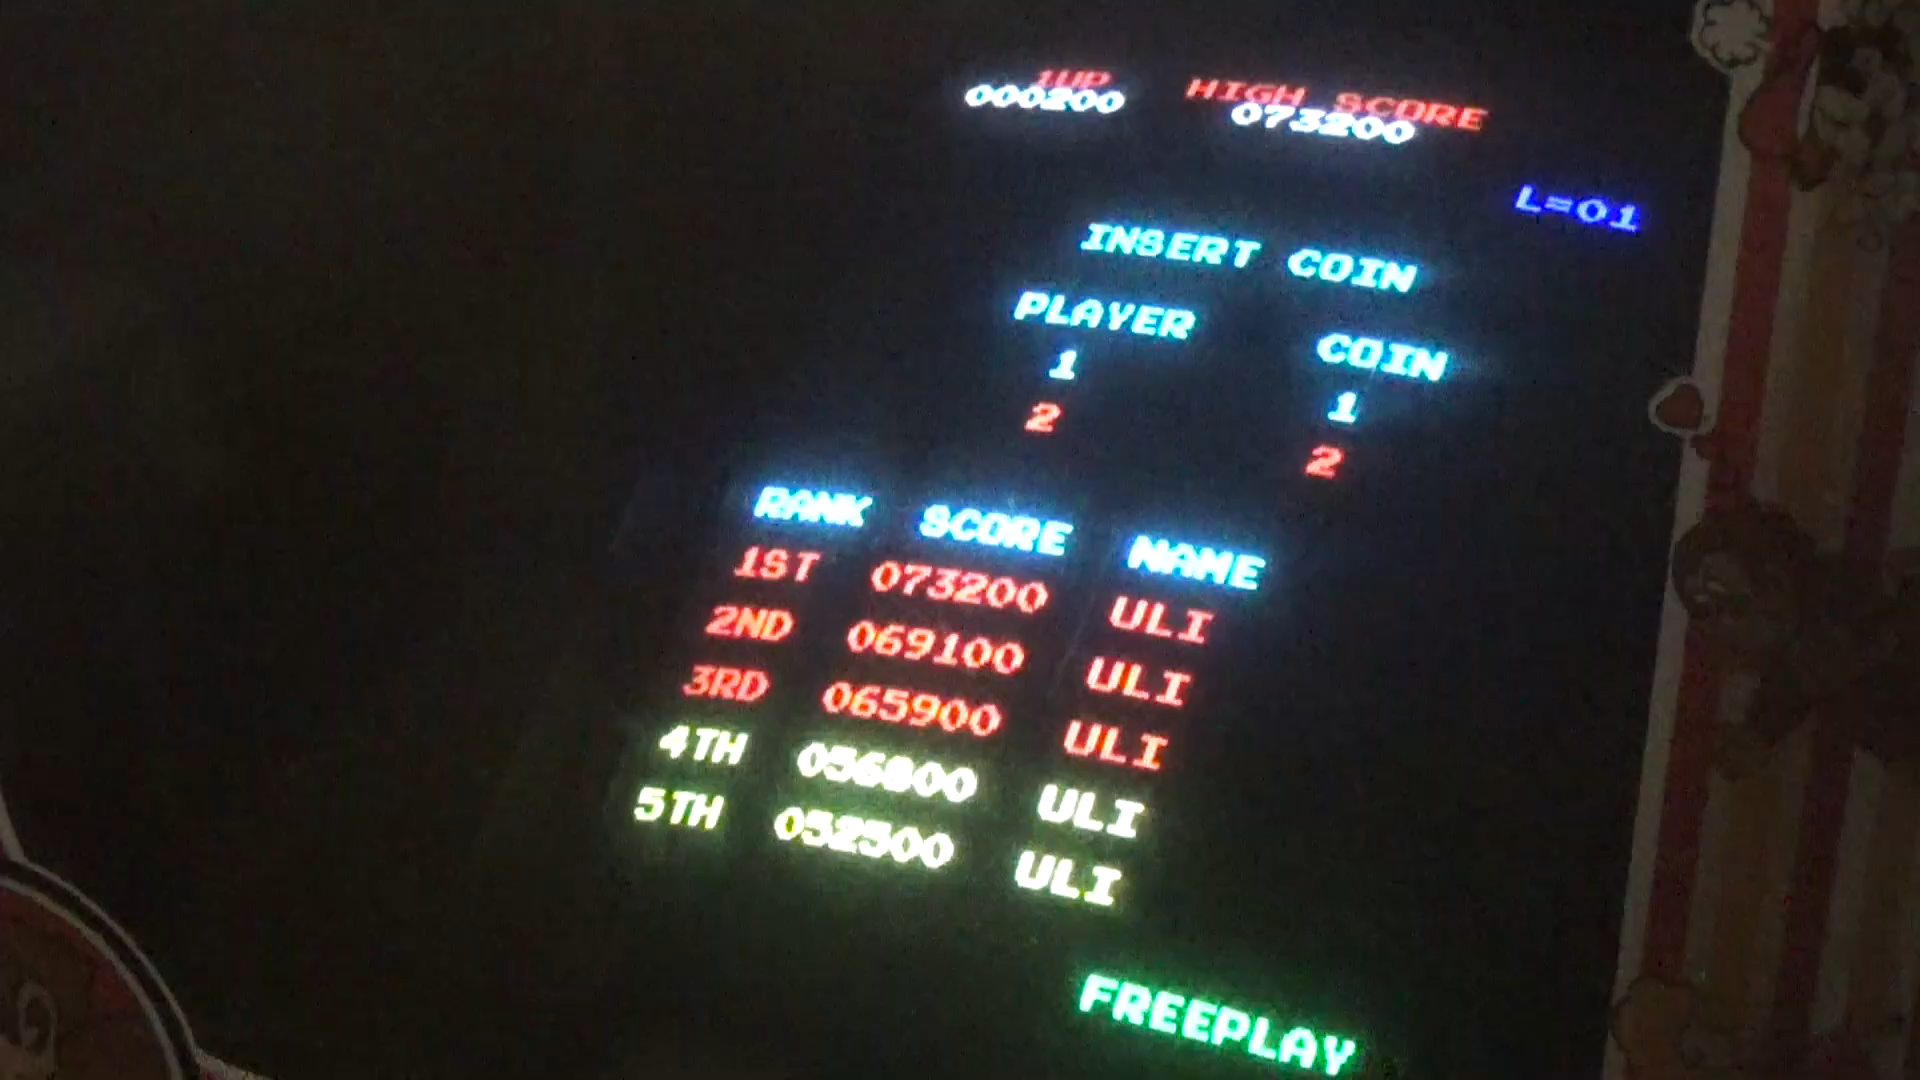 1UP HIGH SCORE
000200 073200
L=01
INSERT COIN
PLAYER COIN
1 1
2 2
RANK SCORE NAME
1ST 073200 ULI
2ND 069100 ULI
3RD 065900 ULI
4TH 056800 ULI
5TH 052500 ULI
FREEPLAY